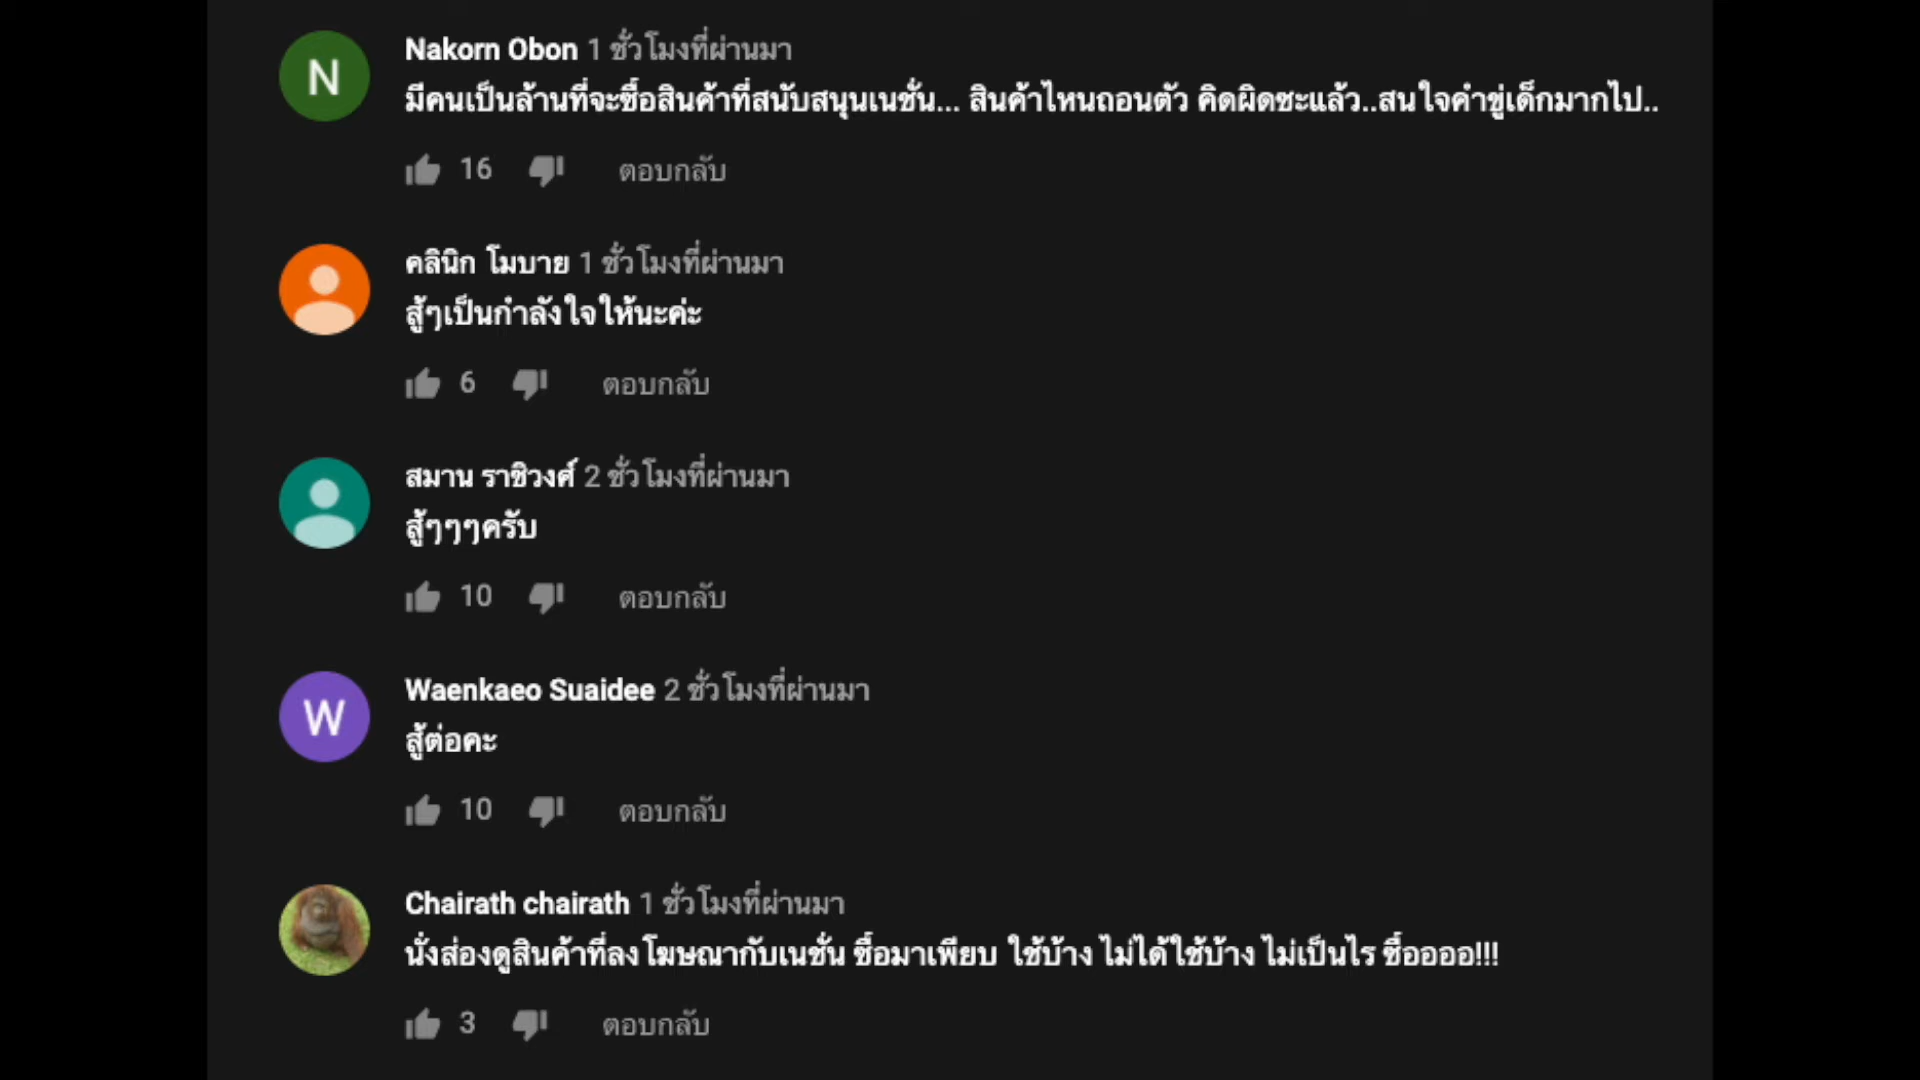 N
Nakorn Obon 1 ชั่วโมงที่ผ่านมา
มีคนเป็นล้านที่จะซื้อสินค้าที่สนับสนุนเนชั่น... สินค้าไหนถอนตัว คิดผิดซะแล้ว..สนใจคำขู่เด็กมากไป..
16 ตอบกลับ
คลินิก โมบาย 1 ชั่วโมงที่ผ่านมา
สู้ๆเป็นกำลังใจให้นะค่ะ
6 ตอบกลับ
สมาน ราชิวงศ์ 2 ชั่วโมงที่ผ่านมา
สู้ๆๆๆครับ
10 ตอบกลับ
W
Waenkaeo Suaidee 2 ชั่วโมงที่ผ่านมา
สู้ต่อคะ
10 ตอบกลับ
Chairath chairath 1 ชั่วโมงที่ผ่านมา
นั่งส่องดูสินค้าที่ลงโฆษณากับเนชั่น ซื้อมาเพียบ ใช้บ้าง ไม่ได้ใช้บ้าง ไม่เป็นไร ซื้ออออ!!!
3 ตอบกลับ